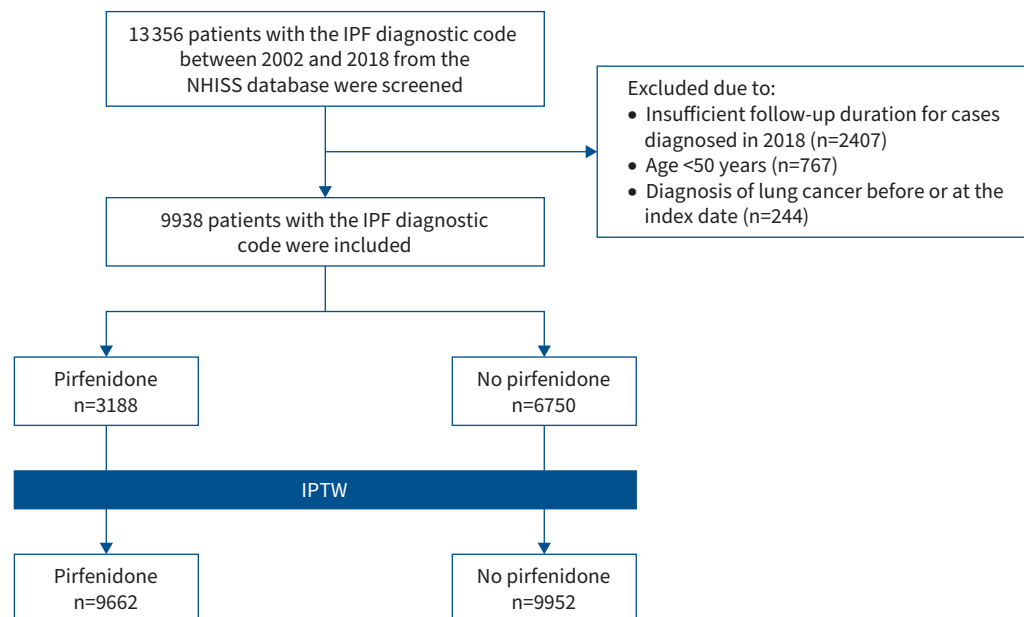 13 356 patients with the IPF diagnostic code
between 2002 and 2018 from the
NHISS database were screened
Excluded due to:
• Insufficient follow-up duration for cases
diagnosed in 2018 (n=2407)
• Age <50 years (n=767)
• Diagnosis of lung cancer before or at the
index date (n=244)
9938 patients with the IPF diagnostic
code were included
Pirfenidone
n=3188
No pirfenidone
n=6750
IPTW
Pirfenidone
n=9662
No pirfenidone
n=9952